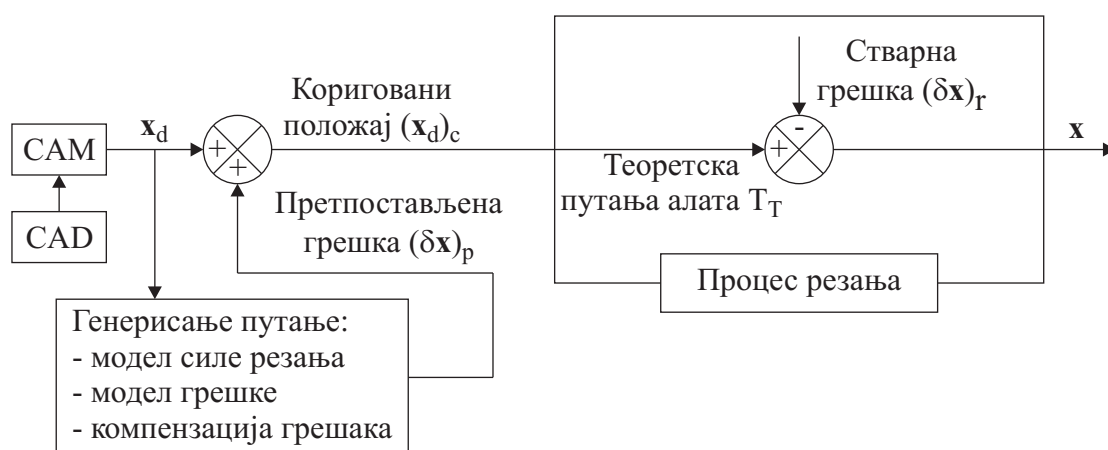 CAM
CAD
x_d
+
+
Кориговани
положај (x_d)_c
Претпостављена
грешка (δx)_p
Генерисање путање:
- модел силе резања
- модел грешке
- компензација грешака
Стварна
грешка (δx)_r
-
+
Теоретска
путања алата T_T
Процес резања
x